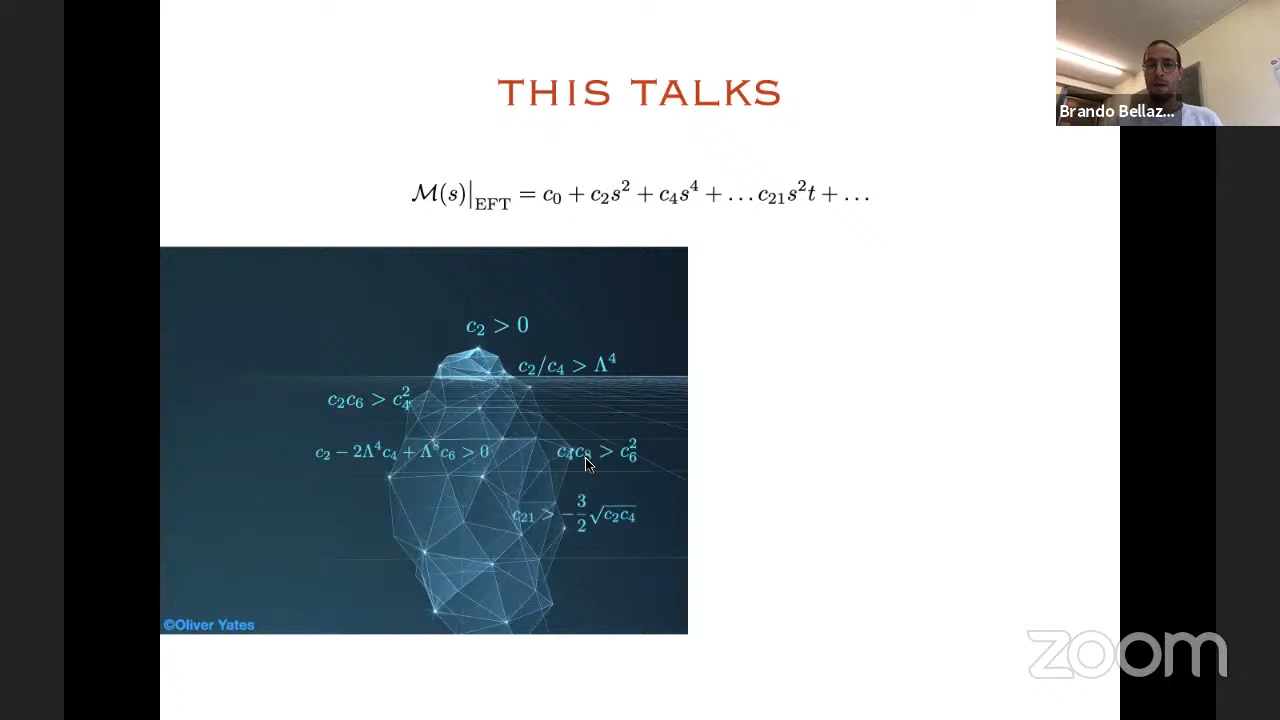 THIS TALKS
Brando Bellaz...
ℳ(s)|_EFT = c₀ + c₂s² + c₄s⁴ + … c₂₁s²t + …
c₂ > 0
c₂/c₄ > Λ⁴
c₂c₆ > c₄²
c₂ − 2Λ⁴c₄ + Λ⁸c₆ > 0
c₄c₈ > c₆²
c₂₁ > −3/2 √(c₂c₄)
©Oliver Yates
zoom